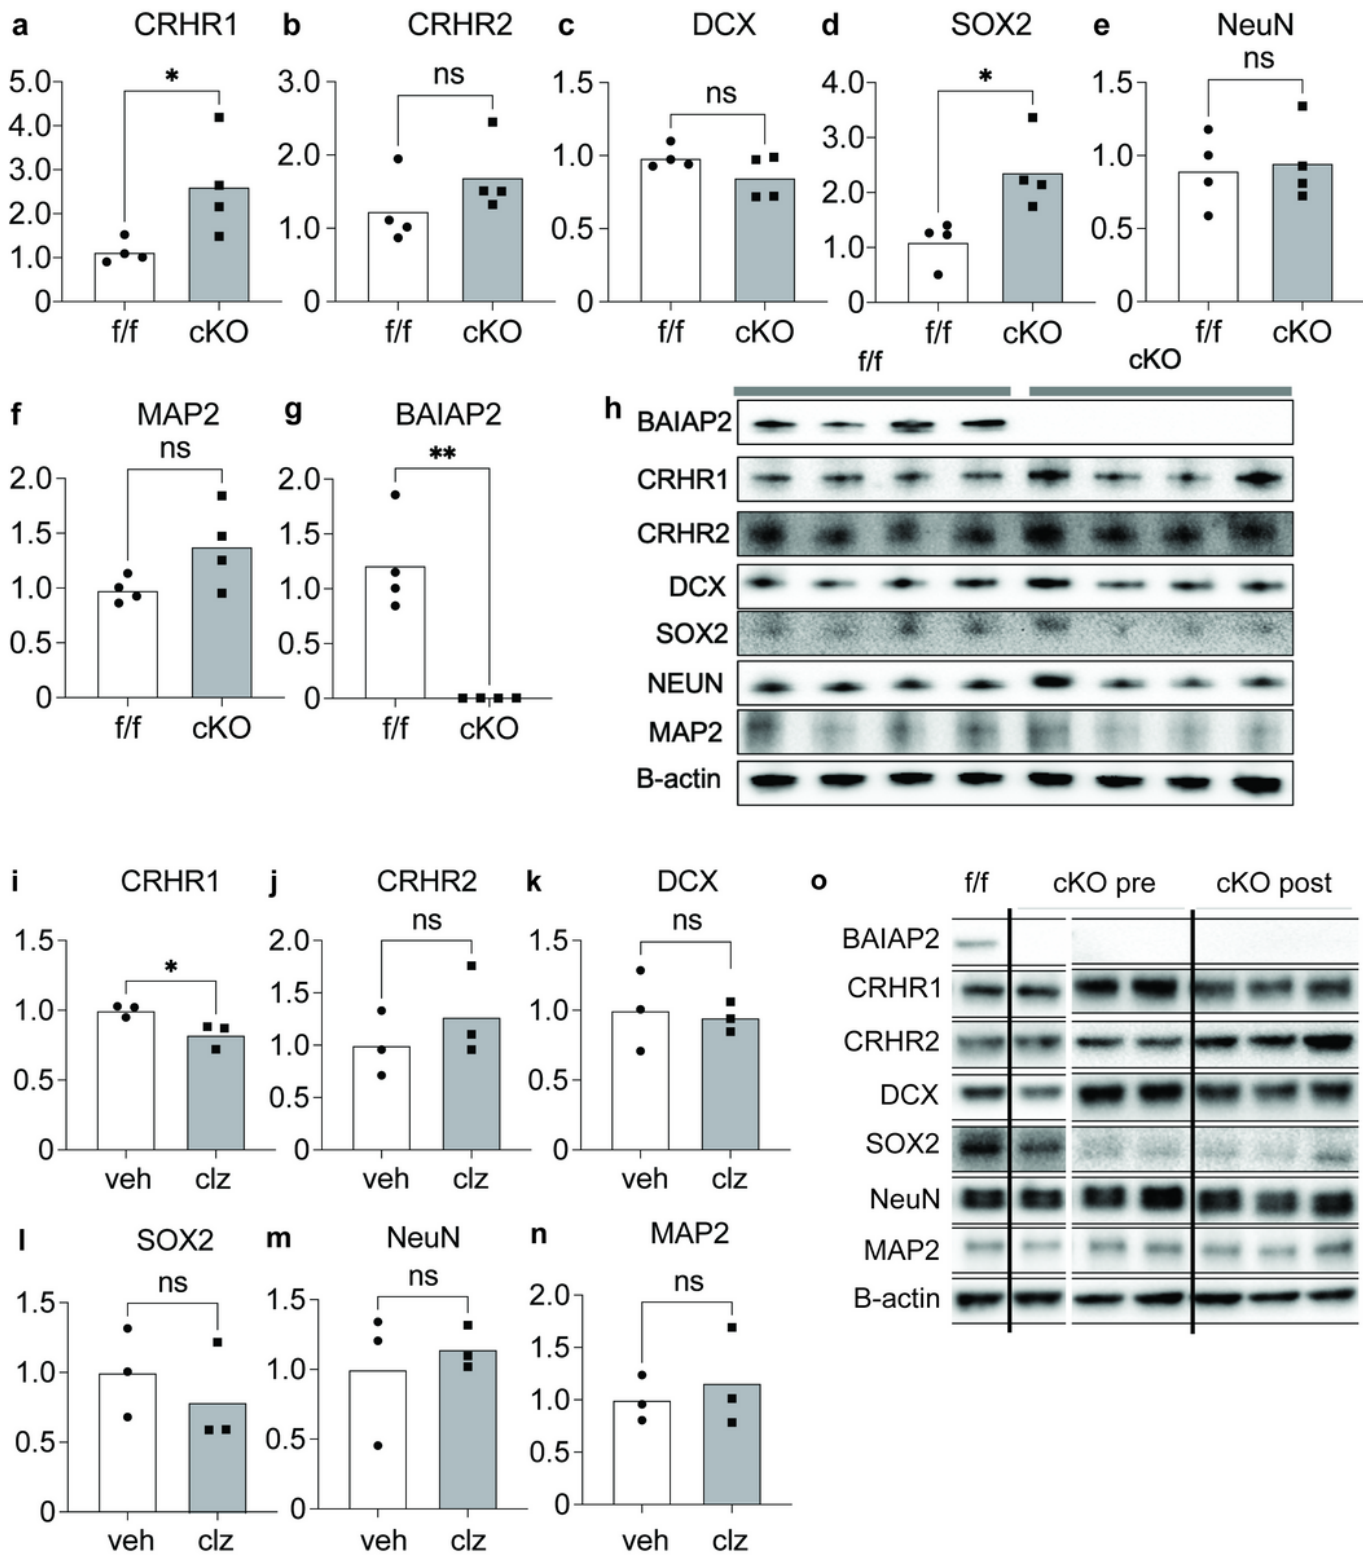 a CRHR1
*
5.0
4.0
3.0
2.0
1.0
0
f/f cKO
b CRHR2
ns
3.0
2.0
1.0
0
f/f cKO
c DCX
ns
1.5
1.0
0.5
0
f/f cKO
d SOX2
*
4.0
3.0
2.0
1.0
0
f/f cKO
e NeuN
ns
1.5
1.0
0.5
0
f/f cKO
f MAP2
ns
2.0
1.5
1.0
0.5
0
f/f cKO
g BAIAP2
**
2.0
1.5
1.0
0.5
0
f/f cKO
h
f/f cKO
BAIAP2
CRHR1
CRHR2
DCX
SOX2
NEUN
MAP2
B-actin
i CRHR1
*
1.5
1.0
0.5
0
veh clz
j CRHR2
ns
2.0
1.5
1.0
0.5
0
veh clz
k DCX
ns
1.5
1.0
0.5
0
veh clz
l SOX2
ns
1.5
1.0
0.5
0
veh clz
m NeuN
ns
1.5
1.0
0.5
0
veh clz
n MAP2
ns
2.0
1.5
1.0
0.5
0
veh clz
o
f/f cKO pre cKO post
BAIAP2
CRHR1
CRHR2
DCX
SOX2
NeuN
MAP2
B-actin